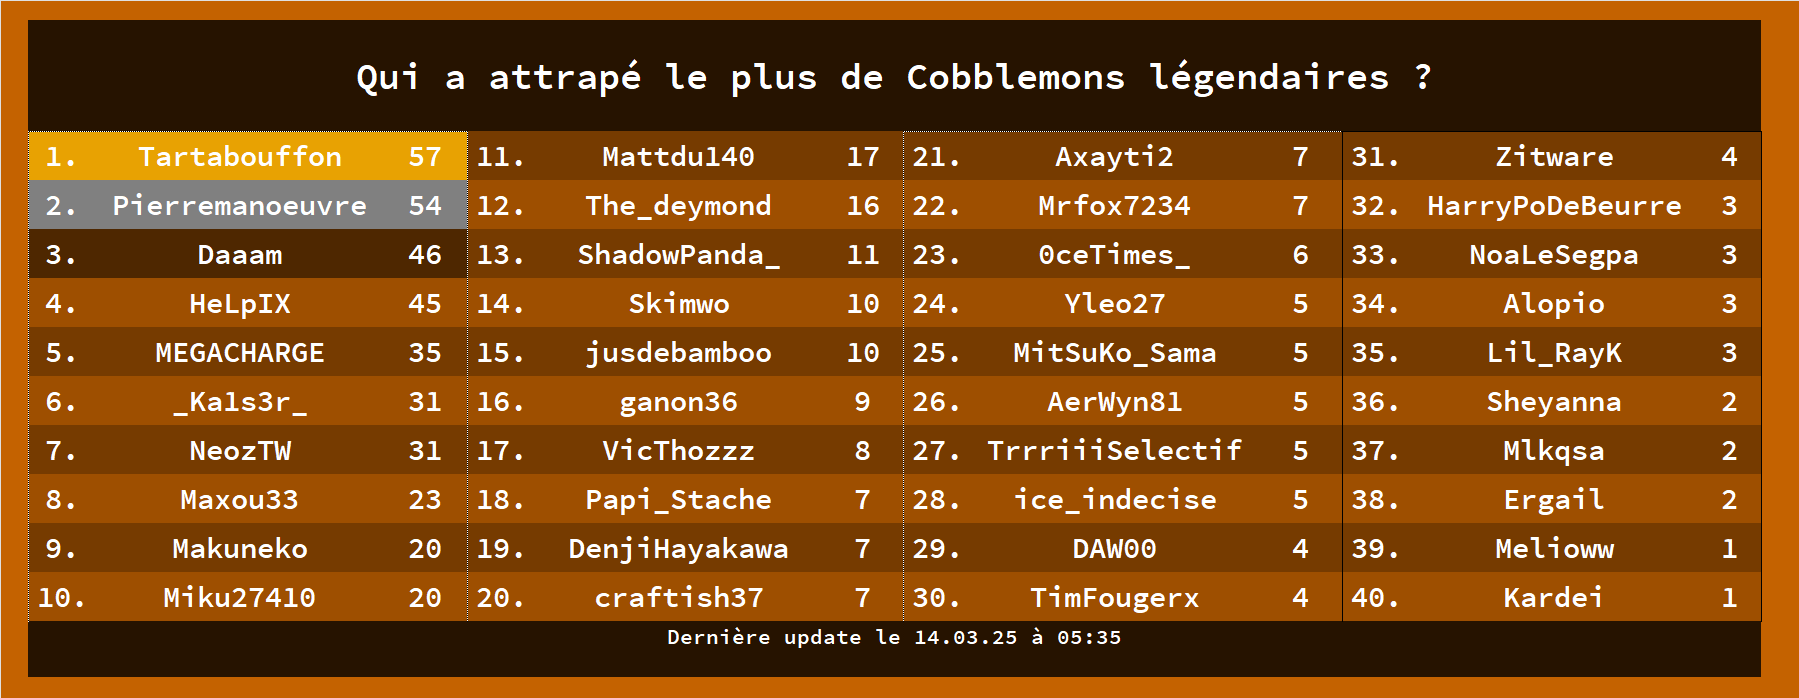 Qui a attrapé le plus de Cobblemons légendaires ?
1. Tartabouffon 57 11. Mattdu140 17 21. Axayti2 7 31. Zitware 4
2. Pierremanoeuvre 54 12. The_deymond 16 22. Mrfox7234 7 32. HarryPoDeBeurre 3
3. Daaam 46 13. ShadowPanda_ 11 23. 0ceTimes_ 6 33. NoaLeSegpa 3
4. HeLpIX 45 14. Skimwo 10 24. Yleo27 5 34. Alopio 3
5. MEGACHARGE 35 15. jusdebamboo 10 25. MitSuKo_Sama 5 35. Lil_RayK 3
6. _Ka1s3r_ 31 16. ganon36 9 26. AerWyn81 5 36. Sheyanna 2
7. NeozTW 31 17. VicThozzz 8 27. TrrriiiSelectif 5 37. Mlkqsa 2
8. Maxou33 23 18. Papi_Stache 7 28. ice_indecise 5 38. Ergail 2
9. Makuneko 20 19. DenjiHayakawa 7 29. DAW00 4 39. Melioww 1
10. Miku27410 20 20. craftish37 7 30. TimFougerx 4 40. Kardei 1
Dernière update le 14.03.25 à 05:35